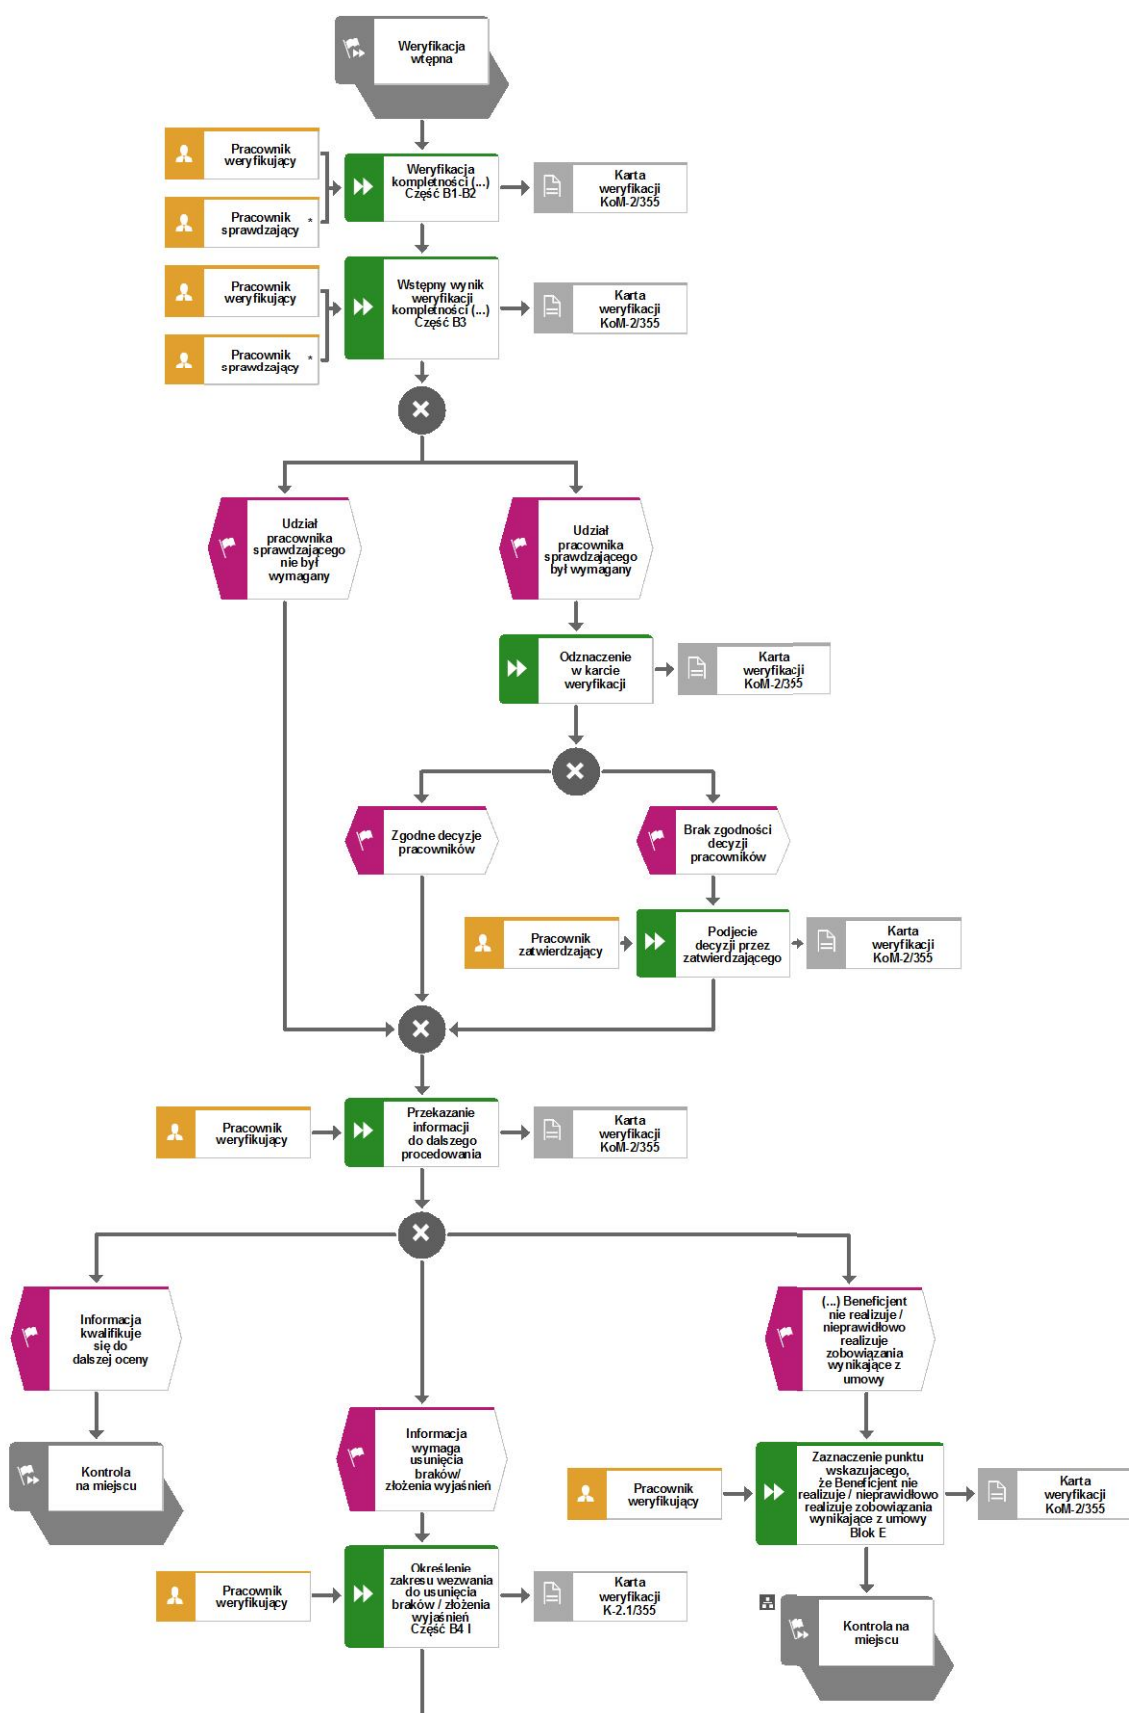 Weryfikacja
wtępna
Pracownik
weryfikujący
Weryfikacja
kompletności (...)
Część B1-B2
Karta
weryfikacji
KoM-2/355
Pracownik *
sprawdzający
Pracownik
weryfikujący
Wstępny wynik
weryfikacji
kompletności (...)
Część B3
Karta
weryfikacji
KoM-2/355
Pracownik *
sprawdzający
Udział
pracownika
sprawdzającego
nie był
wymagany
Udział
pracownika
sprawdzającego
był wymagany
Odznaczenie
w karcie
weryfikacji
Karta
weryfikacji
KoM-2/355
Zgodne decyzje
pracowników
Brak zgodności
decyzji
pracowników
Pracownik
zatwierdzający
Podjecie
decyzji przez
zatwierdzającego
Karta
weryfikacji
KoM-2/355
Pracownik
weryfikujący
Przekazanie
informacji
do dalszego
procedowania
Karta
weryfikacji
KoM-2/355
Informacja
kwalifikuje
się do
dalszej oceny
(...) Beneficjent
nie realizuje /
nieprawidłowo
realizuje
zobowiązania
wynikające z
umowy
Informacja
wymaga
usunięcia
braków/
złożenia wyjaśnień
Kontrola
na miejscu
Pracownik
weryfikujący
Zaznaczenie punktu
wskazujacego,
że Beneficjent nie
realizuje / nieprawidłowo
realizuje zobowiązania
wynikające z umowy
Blok E
Karta
weryfikacji
KoM-2/355
Pracownik
weryfikujący
Określenie
zakresu wezwania
do usunięcia
braków / złożenia
wyjaśnień
Część B4 I
Karta
weryfikacji
K-2.1/355
Kontrola na
miejscu